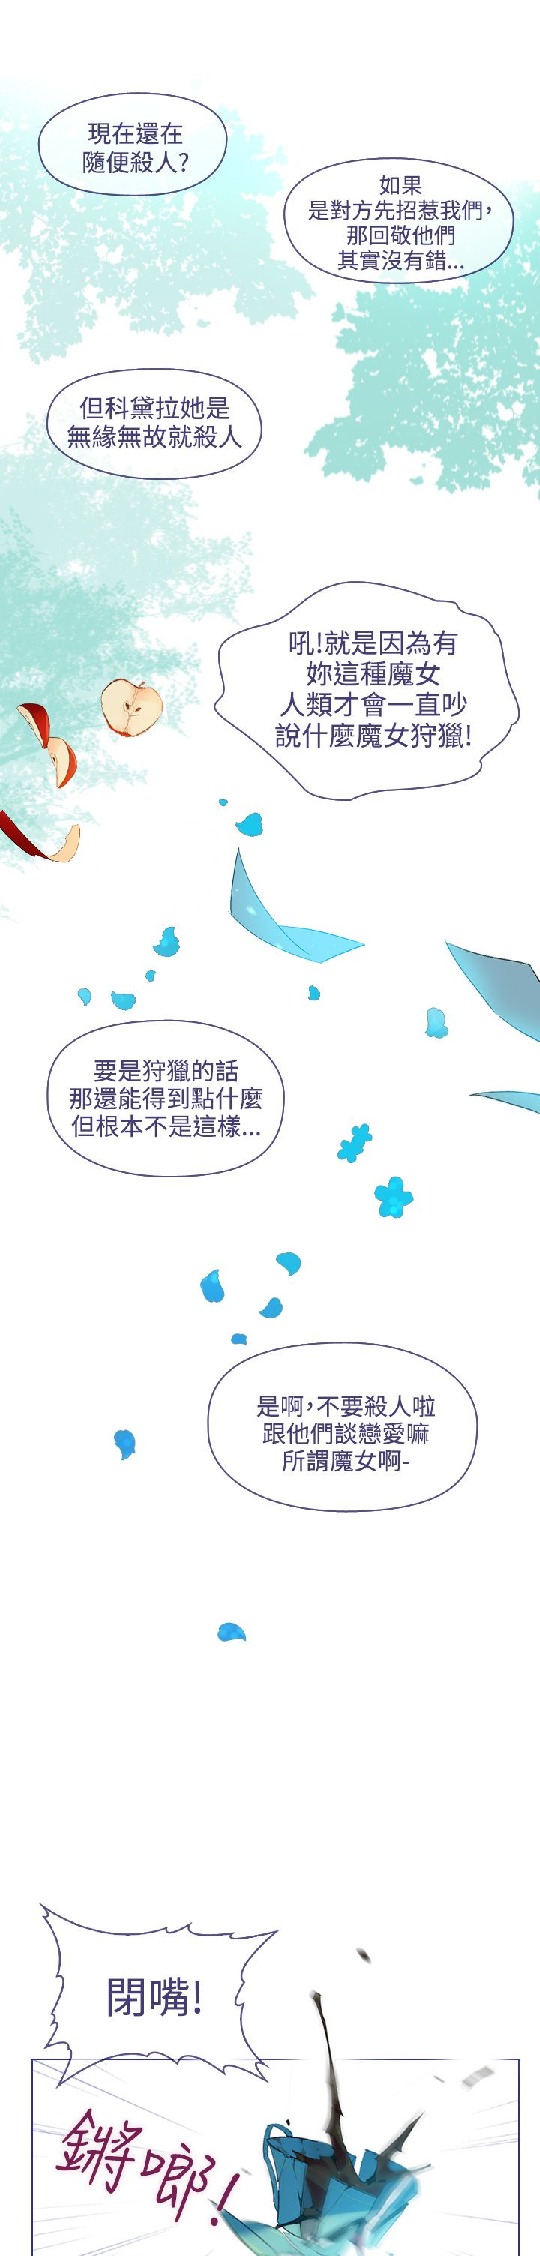 現在還在
隨便殺人?
如果
是對方先招惹我們，
那回敬他們
其實沒有錯...
但科黛拉她是
無緣無故就殺人
吼!就是因為有
妳這種魔女
人類才會一直吵
說什麼魔女狩獵!
要是狩獵的話
那還能得到點什麼
但根本不是這樣...
是啊，不要殺人啦
跟他們談戀愛嘛
所謂魔女啊-
閉嘴!
鏘啷!